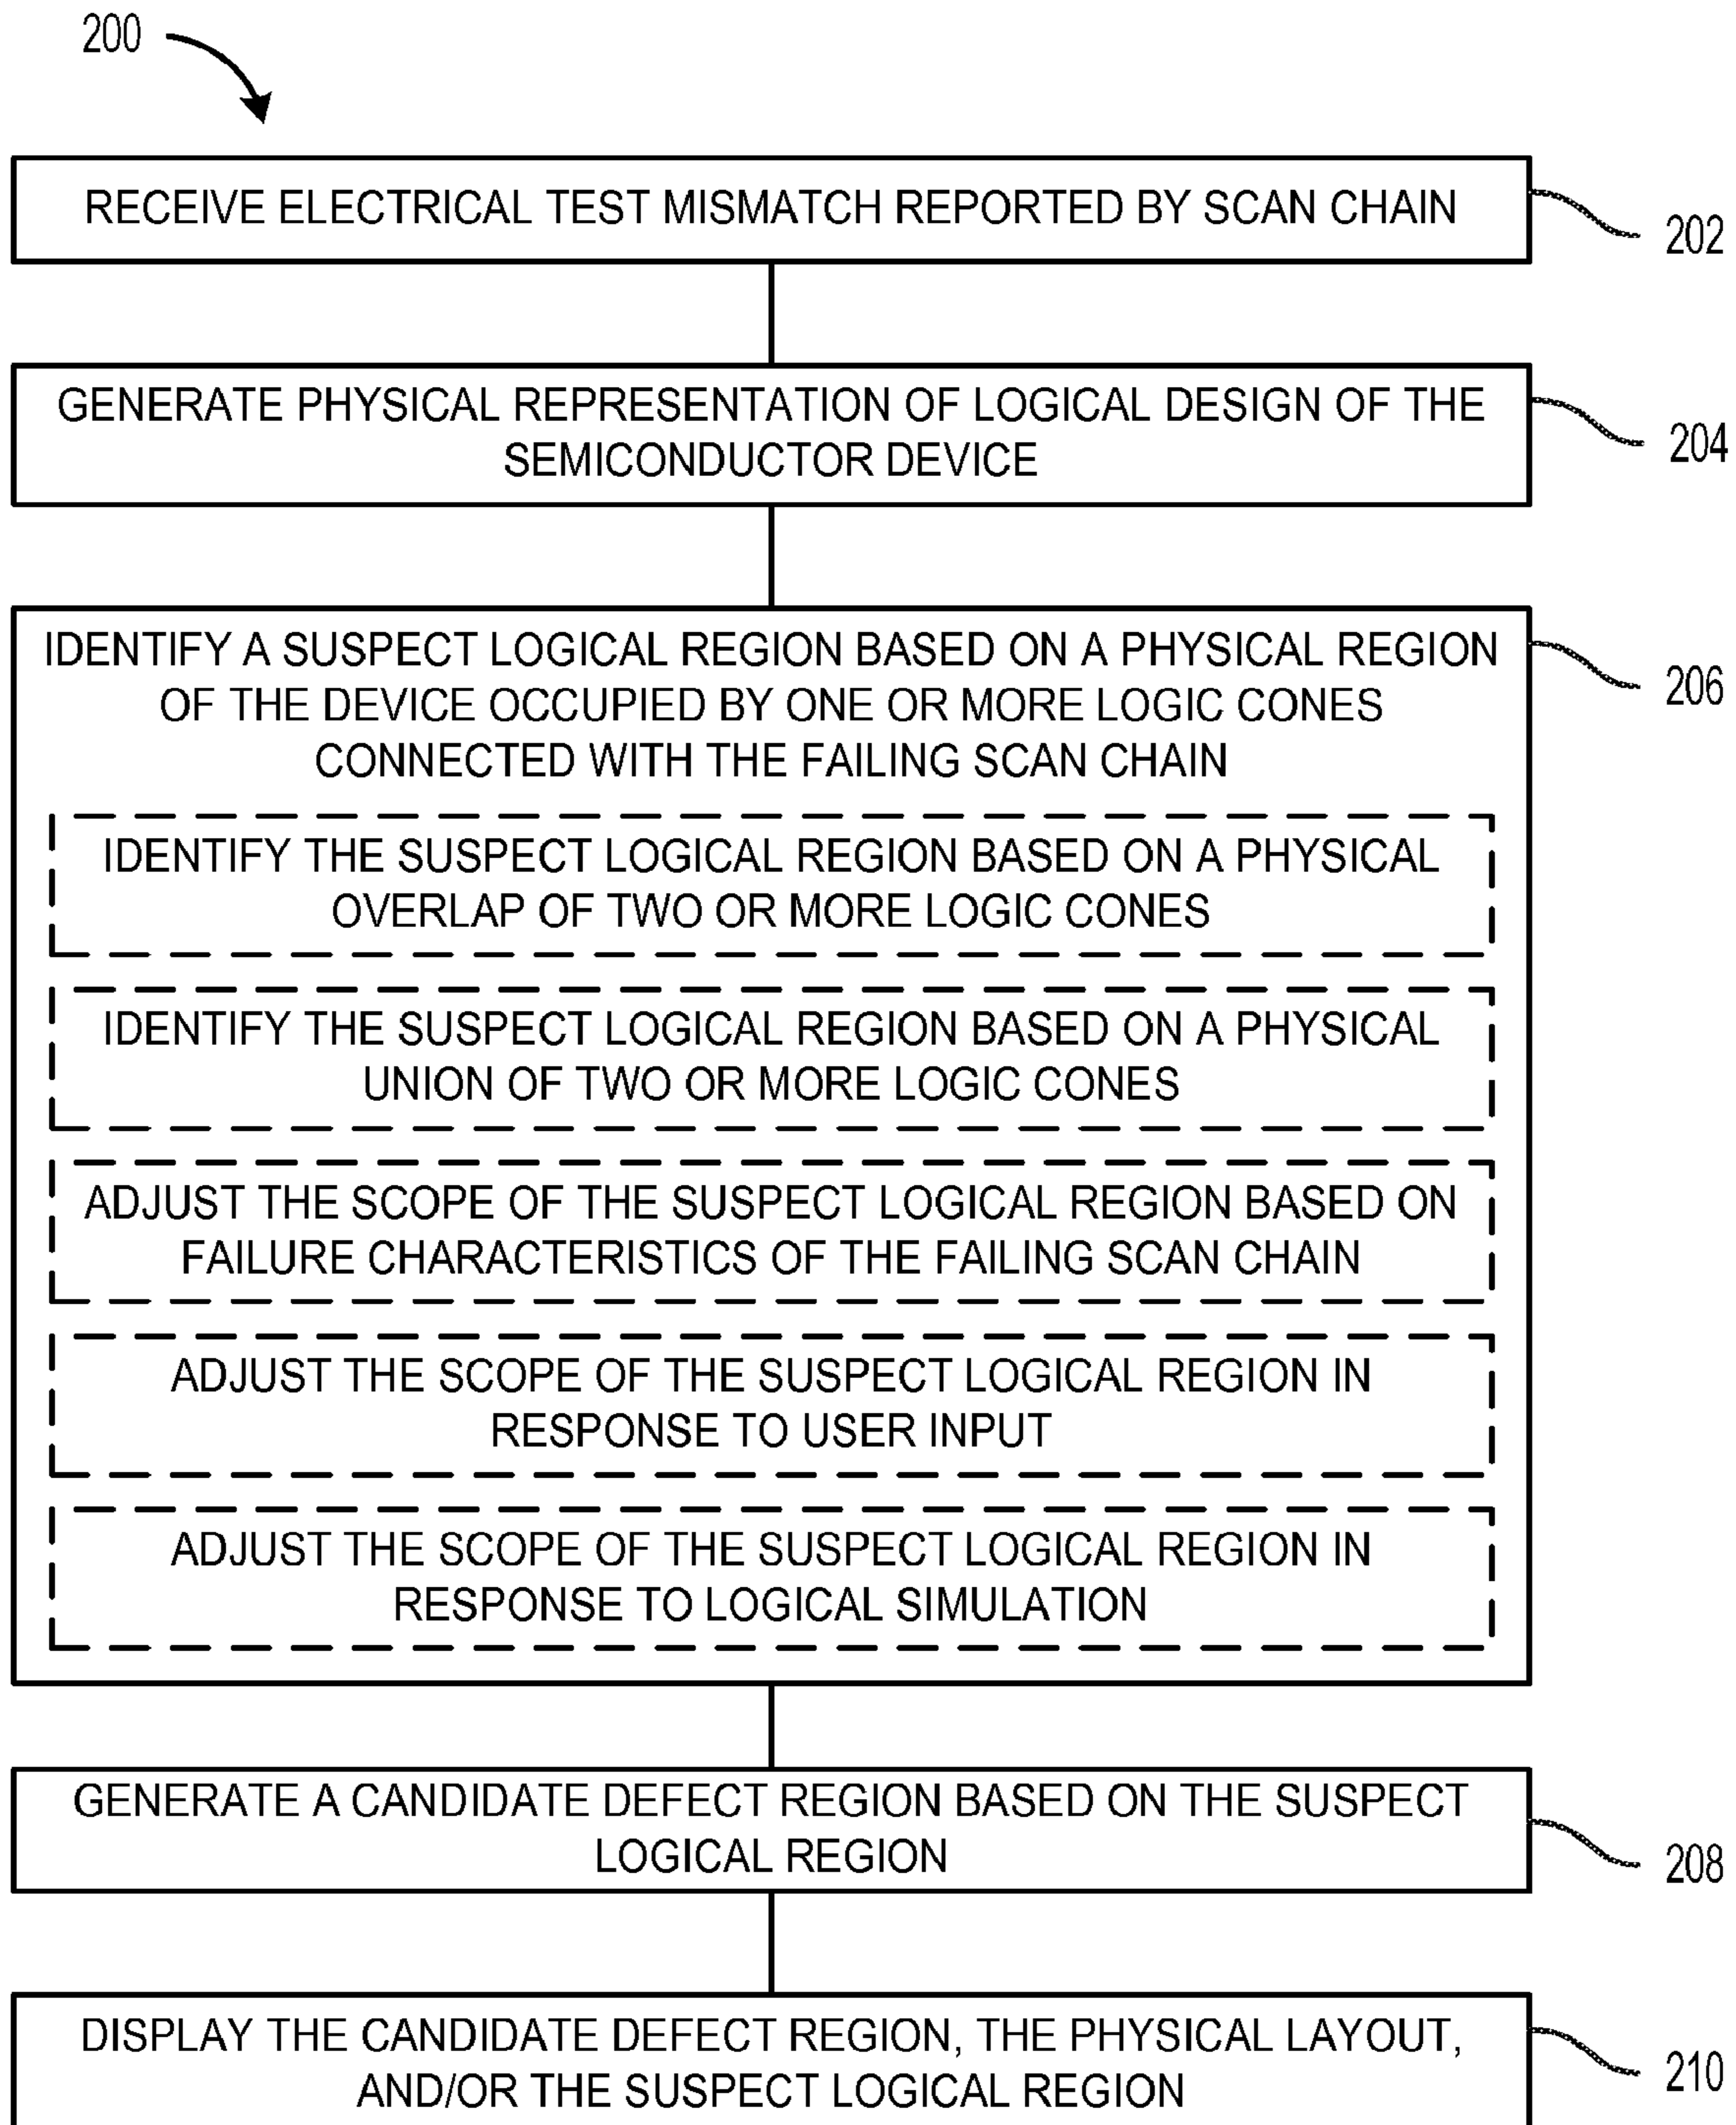 200
RECEIVE ELECTRICAL TEST MISMATCH REPORTED BY SCAN CHAIN
202
GENERATE PHYSICAL REPRESENTATION OF LOGICAL DESIGN OF THE
SEMICONDUCTOR DEVICE
204
IDENTIFY A SUSPECT LOGICAL REGION BASED ON A PHYSICAL REGION
OF THE DEVICE OCCUPIED BY ONE OR MORE LOGIC CONES
CONNECTED WITH THE FAILING SCAN CHAIN
206
IDENTIFY THE SUSPECT LOGICAL REGION BASED ON A PHYSICAL
OVERLAP OF TWO OR MORE LOGIC CONES
IDENTIFY THE SUSPECT LOGICAL REGION BASED ON A PHYSICAL
UNION OF TWO OR MORE LOGIC CONES
ADJUST THE SCOPE OF THE SUSPECT LOGICAL REGION BASED ON
FAILURE CHARACTERISTICS OF THE FAILING SCAN CHAIN
ADJUST THE SCOPE OF THE SUSPECT LOGICAL REGION IN
RESPONSE TO USER INPUT
ADJUST THE SCOPE OF THE SUSPECT LOGICAL REGION IN
RESPONSE TO LOGICAL SIMULATION
GENERATE A CANDIDATE DEFECT REGION BASED ON THE SUSPECT
LOGICAL REGION
208
DISPLAY THE CANDIDATE DEFECT REGION, THE PHYSICAL LAYOUT,
AND/OR THE SUSPECT LOGICAL REGION
210